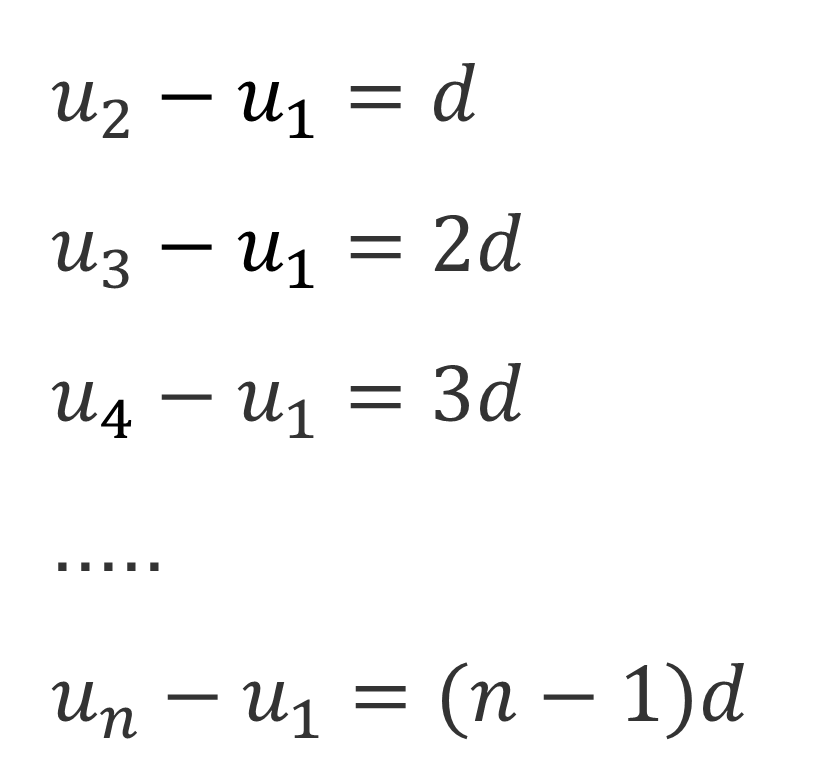 u₂ − u₁ = d
u₃ − u₁ = 2d
u₄ − u₁ = 3d
.....
uₙ − u₁ = (n − 1)d